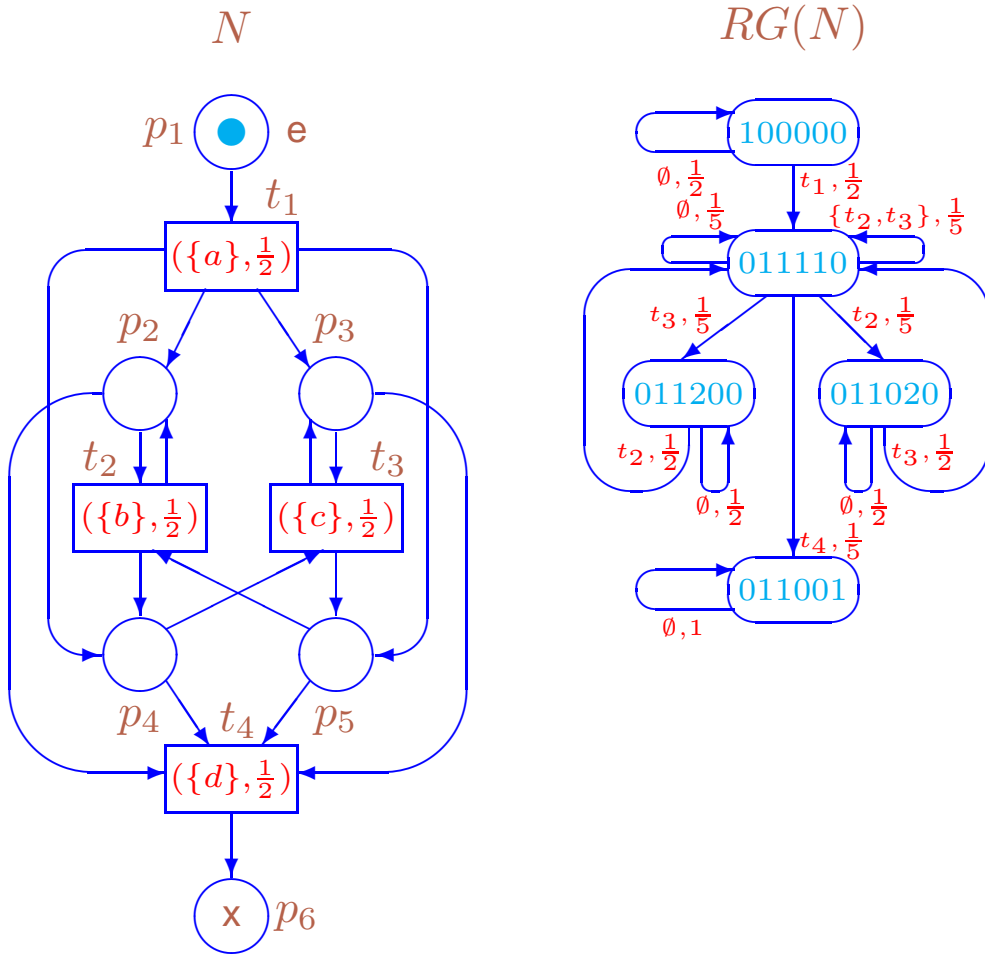 N
p₁ e
t₁
({a}, 1/2)
p₂ p₃
t₂ t₃
({b}, 1/2) ({c}, 1/2)
p₄ t₄ p₅
({d}, 1/2)
x p₆
RG(N)
100000
∅, 1/2 t₁, 1/2
∅, 1/5 {t₂, t₃}, 1/5
011110
t₃, 1/5 t₂, 1/5
011200 011020
t₂, 1/2 t₃, 1/2
∅, 1/2 ∅, 1/2
t₄, 1/5
011001
∅, 1